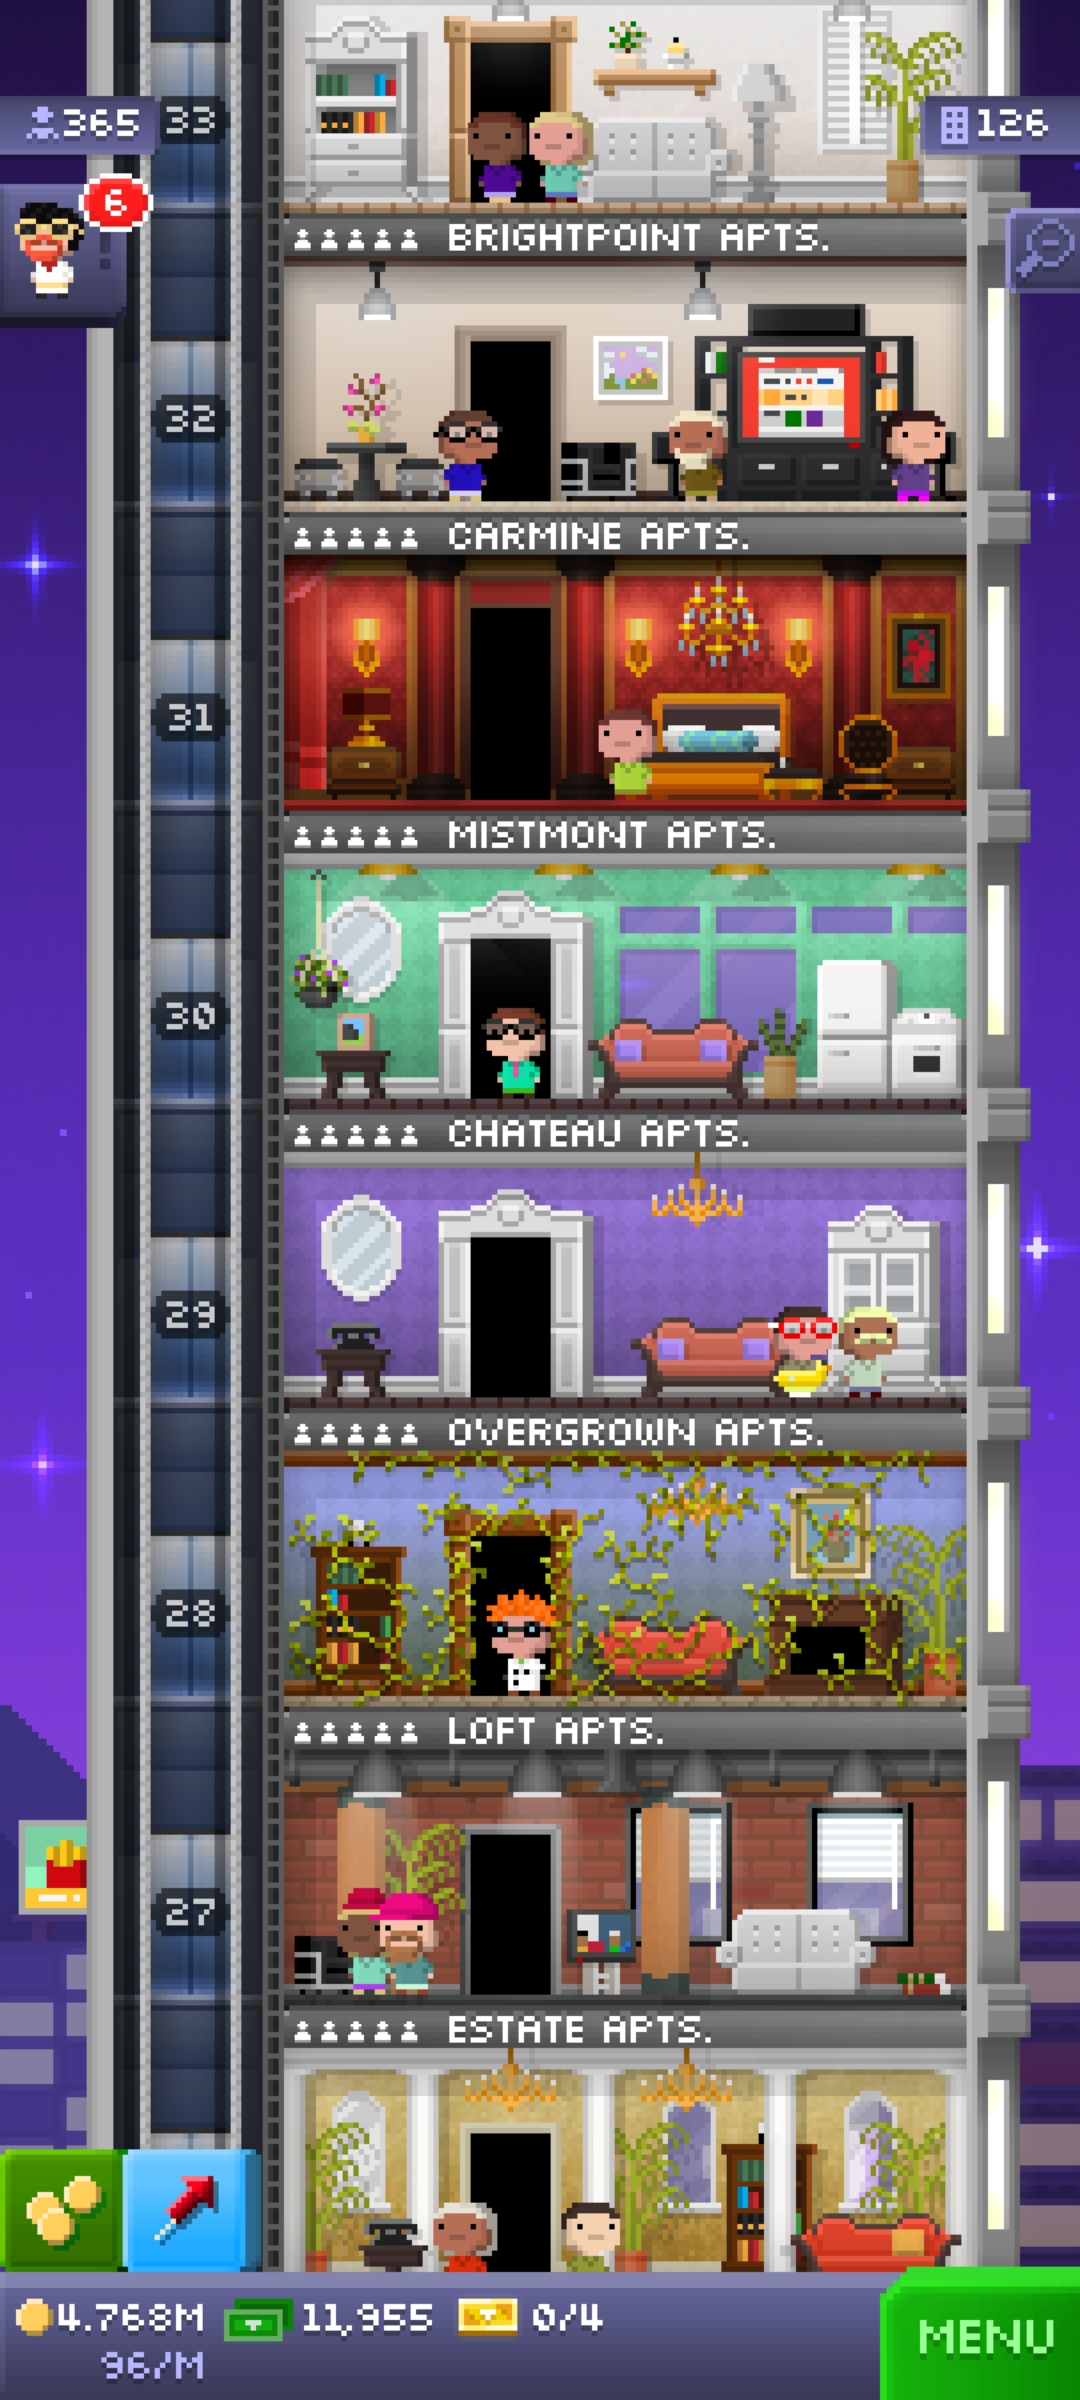 365
33
126
6
BRIGHTPOINT APTS.
32
CARMINE APTS.
31
MISTMONT APTS.
30
CHATEAU APTS.
29
OVERGROWN APTS.
28
LOFT APTS.
27
ESTATE APTS.
4.768M
11,955
0/4
MENU
96/M